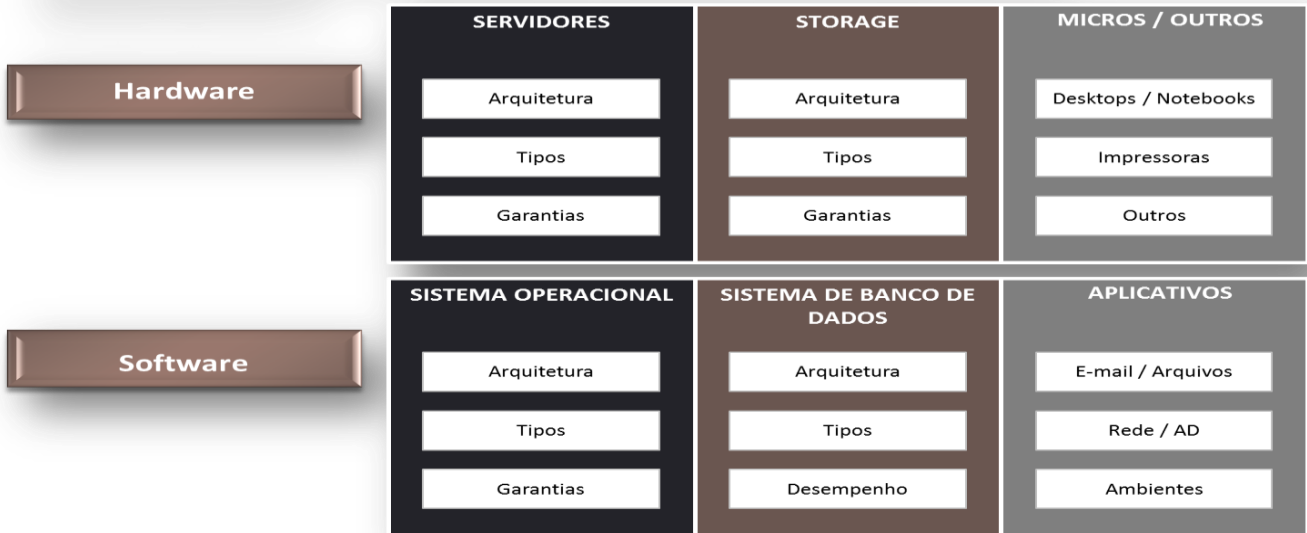 Hardware
SERVIDORES
Arquitetura
Tipos
Garantias
STORAGE
Arquitetura
Tipos
Garantias
MICROS / OUTROS
Desktops / Notebooks
Impressoras
Outros
Software
SISTEMA OPERACIONAL
Arquitetura
Tipos
Garantias
SISTEMA DE BANCO DE
DADOS
Arquitetura
Tipos
Desempenho
APLICATIVOS
E-mail / Arquivos
Rede / AD
Ambientes